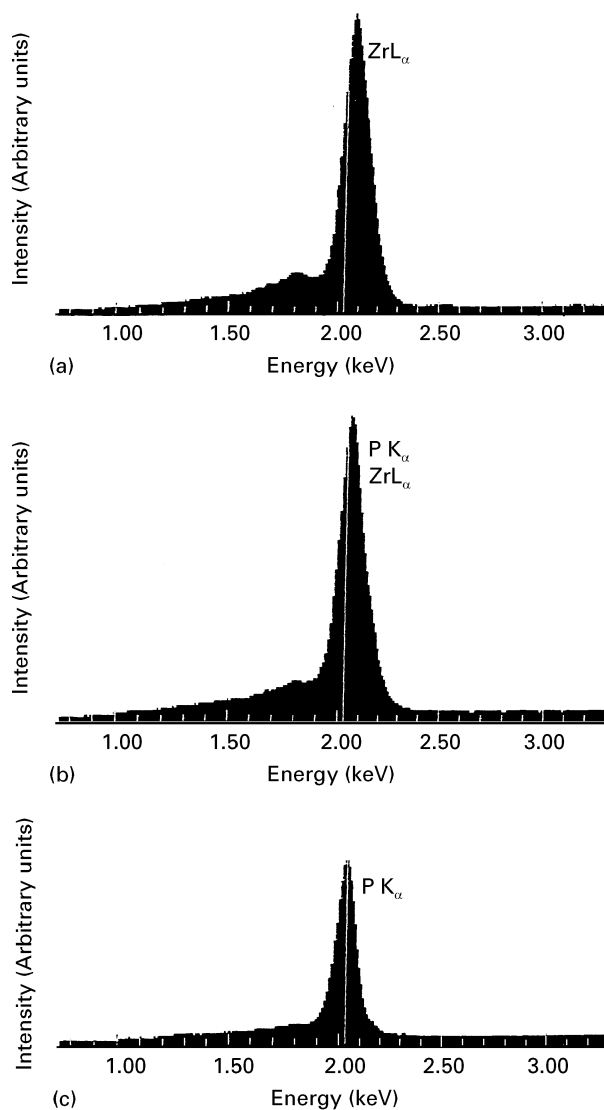 Intensity (Arbitrary units)
ZrLα
1.00 1.50 2.00 2.50 3.00
(a) Energy (keV)
Intensity (Arbitrary units)
P Kα
ZrLα
1.00 1.50 2.00 2.50 3.00
(b) Energy (keV)
Intensity (Arbitrary units)
P Kα
1.00 1.50 2.00 2.50 3.00
(c) Energy (keV)